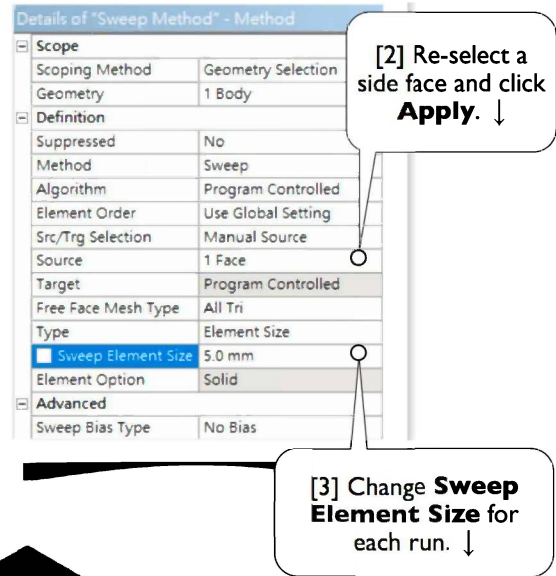 Details of "Sweep Method" - Method
Scope
Scoping Method Geometry Selection
Geometry 1 Body
Definition
Suppressed No
Method Sweep
Algorithm Program Controlled
Element Order Use Global Setting
Src/Trg Selection Manual Source
Source 1 Face
Target Program Controlled
Free Face Mesh Type All Tri
Type Element Size
Sweep Element Size 5.0 mm
Element Option Solid
Advanced
Sweep Bias Type No Bias
[2] Re-select a
side face and click
Apply. ↓
[3] Change Sweep
Element Size for
each run. ↓